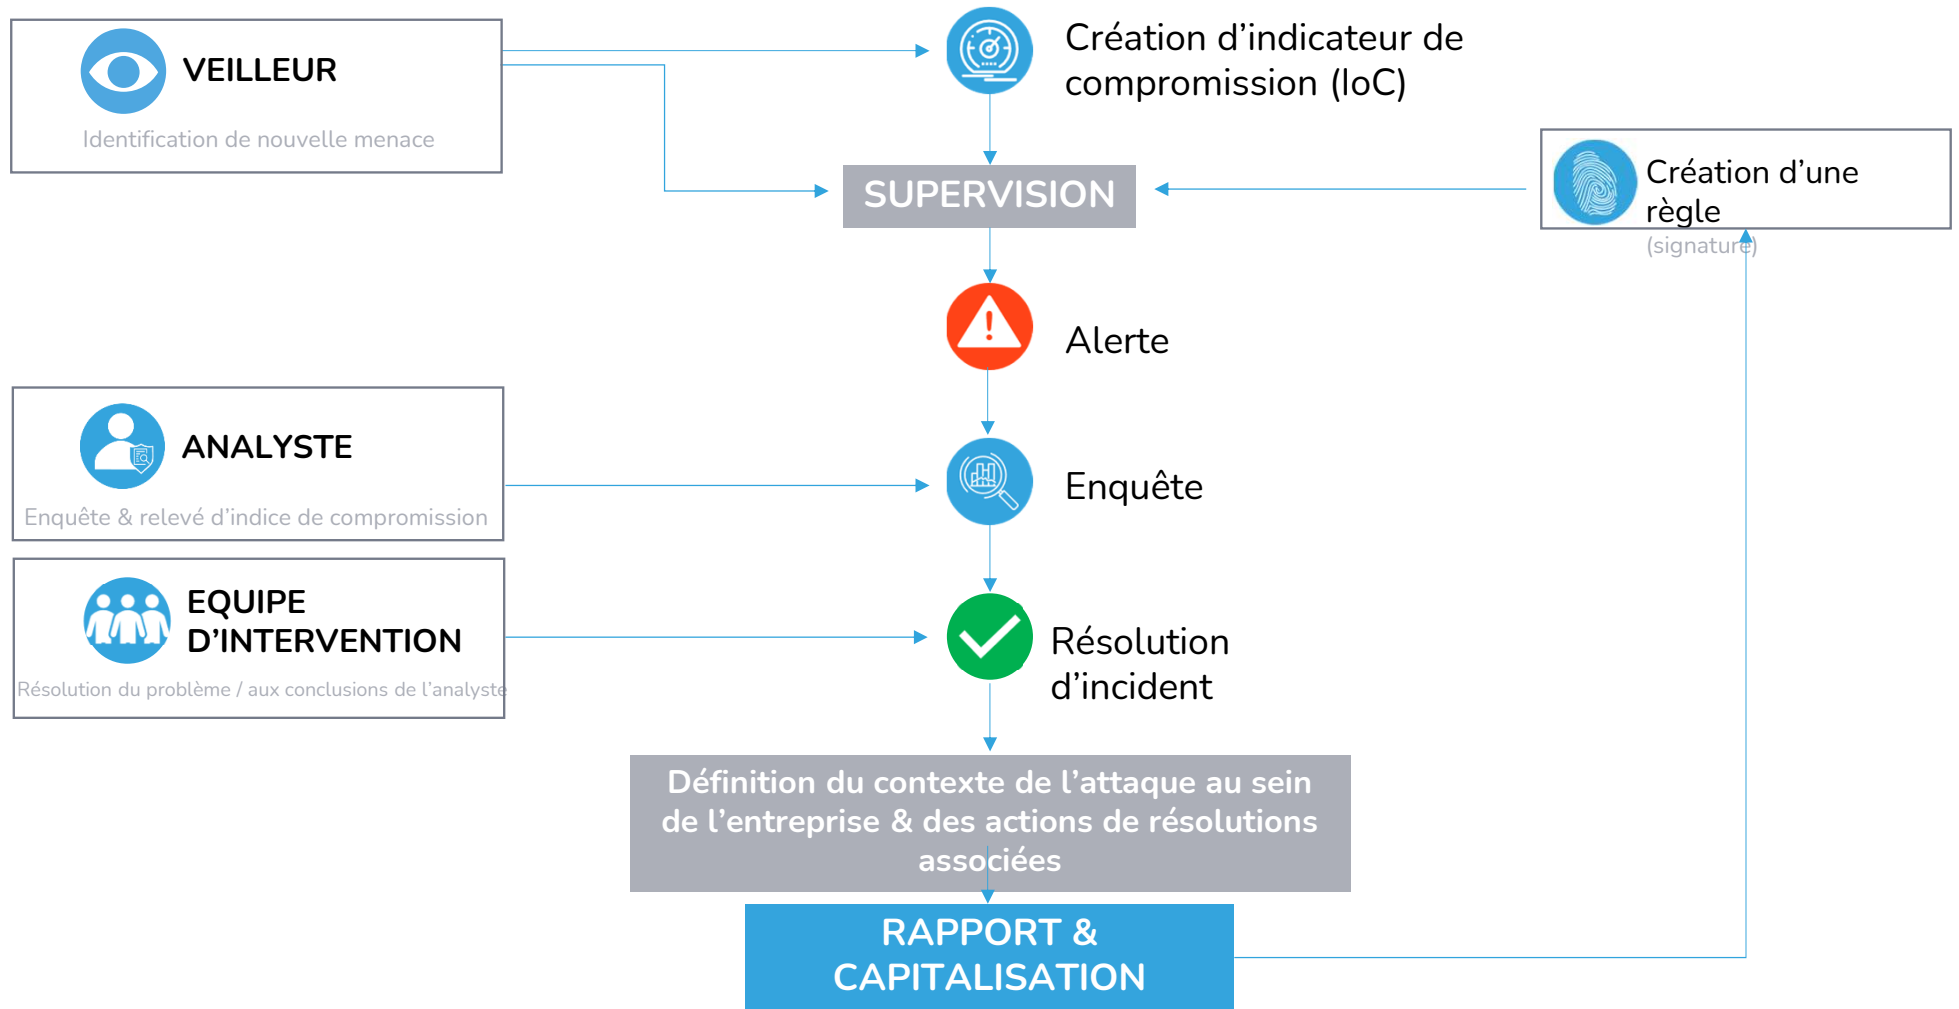 VEILLEUR
Identification de nouvelle menace
Création d’indicateur de
compromission (IoC)
Création d’une
règle
(signature)
SUPERVISION
Alerte
ANALYSTE
Enquête & relevé d’indice de compromission
Enquête
EQUIPE
D’INTERVENTION
Résolution du problème / aux conclusions de l’analyste
Résolution
d’incident
Définition du contexte de l’attaque au sein
de l’entreprise & des actions de résolutions
associées
RAPPORT &
CAPITALISATION